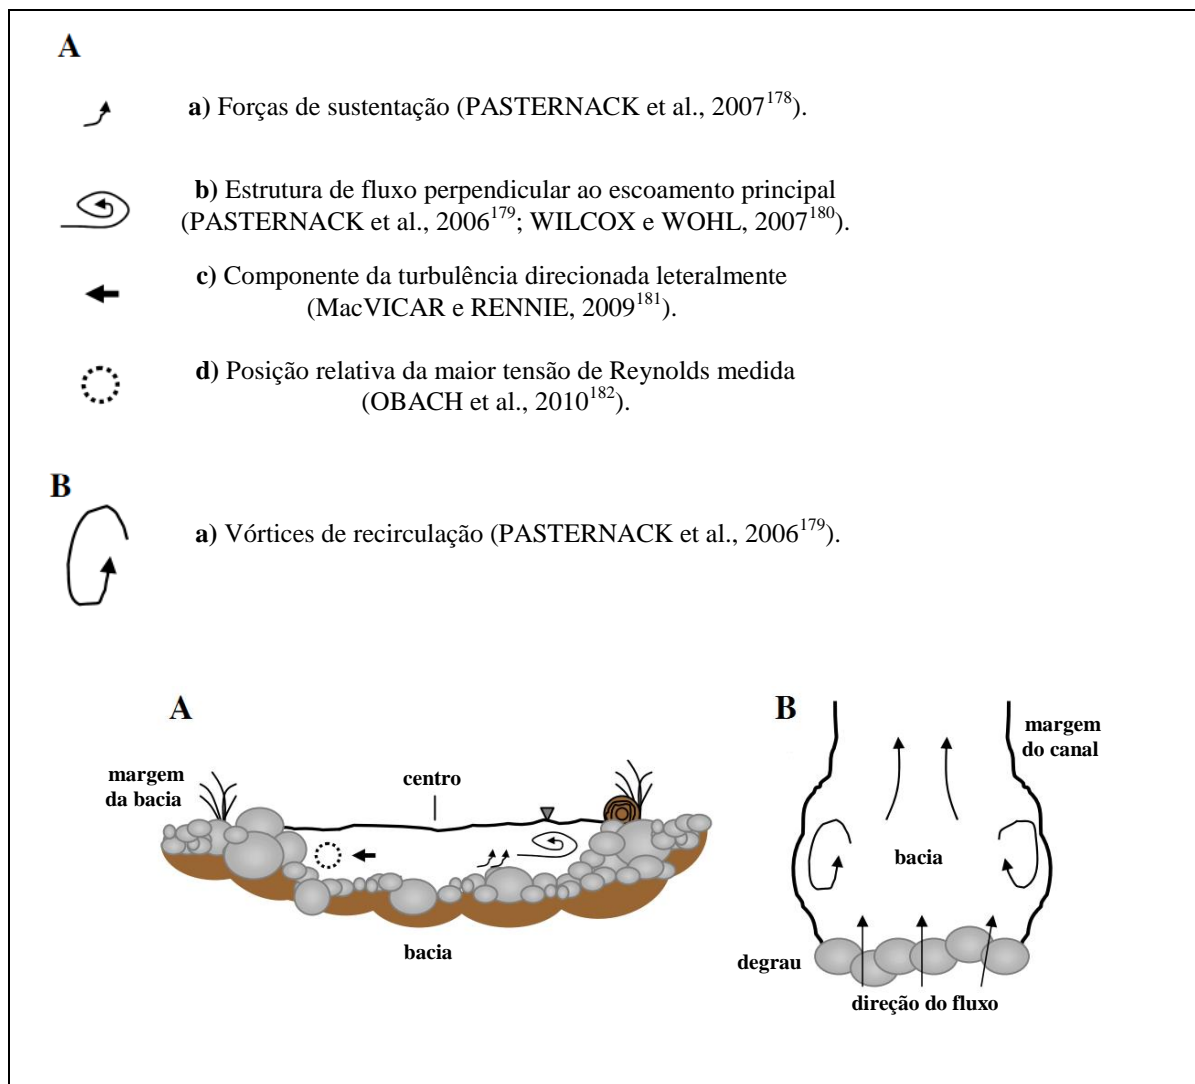 A
a) Forças de sustentação (PASTERNACK et al., 2007178).
b) Estrutura de fluxo perpendicular ao escoamento principal
(PASTERNACK et al., 2006179; WILCOX e WOHL, 2007180).
c) Componente da turbulência direcionada leteralmente
(MacVICAR e RENNIE, 2009181).
d) Posição relativa da maior tensão de Reynolds medida
(OBACH et al., 2010182).
B
a) Vórtices de recirculação (PASTERNACK et al., 2006179).
A
margem
da bacia
centro
bacia
B
margem
do canal
bacia
degrau
direção do fluxo